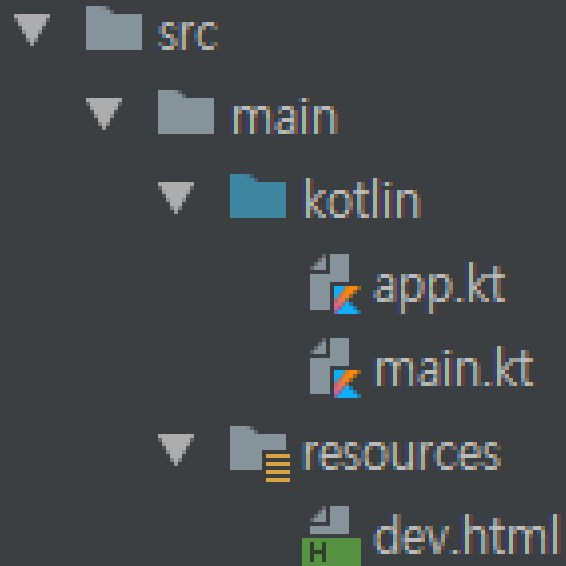 src
main
kotlin
app.kt
main.kt
resources
dev.html
H